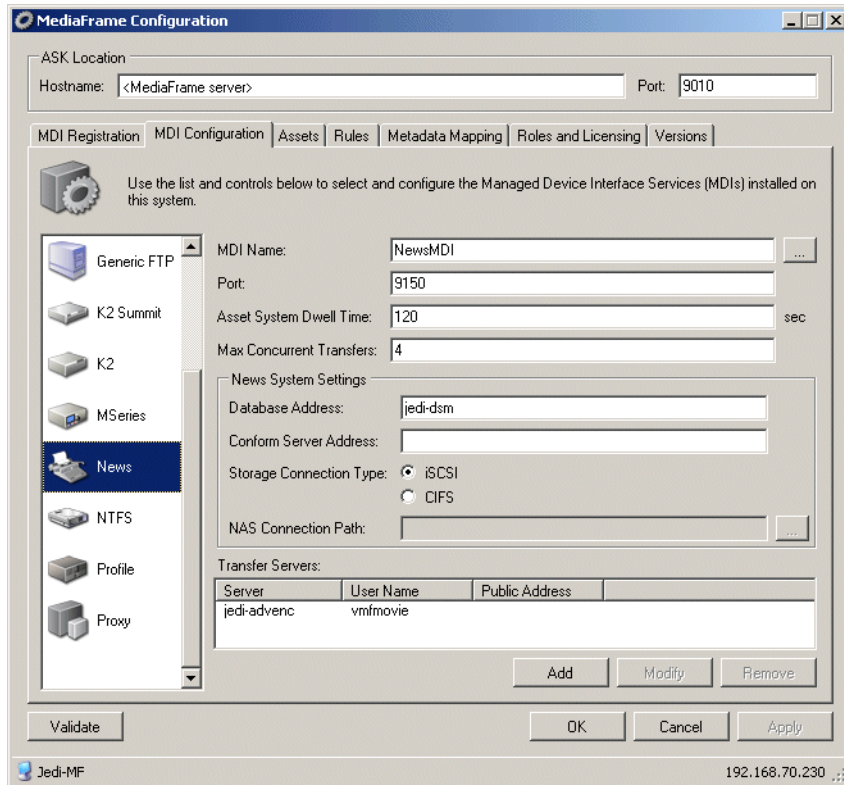 MediaFrame Configuration
ASK Location
Hostname: <MediaFrame server> Port: 9010
MDI Registration MDI Configuration Assets Rules Metadata Mapping Roles and Licensing Versions
Use the list and controls below to select and configure the Managed Device Interface Services (MDIs) installed on
this system.
Generic FTP
K2 Summit
K2
MSeries
News
NTFS
Profile
Proxy
MDI Name: NewsMDI ...
Port: 9150
Asset System Dwell Time: 120 sec
Max Concurrent Transfers: 4
News System Settings
Database Address: jedi-dsm
Conform Server Address:
Storage Connection Type: iSCSI
CIFS
NAS Connection Path: ...
Transfer Servers:
Server User Name Public Address
jedi-advenc vmfmovie
Add Modify Remove
Validate OK Cancel Apply
Jedi-MF 192.168.70.230